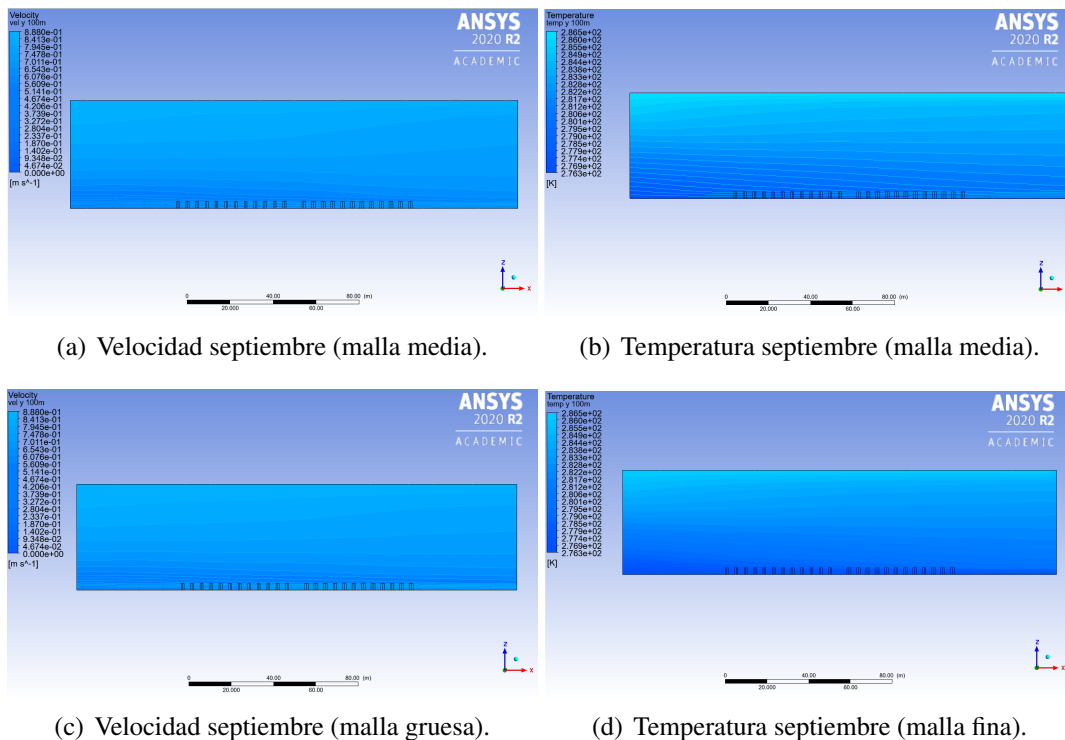 Velocity
vel y 100m
8.880e-01
8.413e-01
7.945e-01
7.478e-01
7.011e-01
6.543e-01
6.076e-01
5.609e-01
5.141e-01
4.674e-01
4.206e-01
3.739e-01
3.272e-01
2.804e-01
2.337e-01
1.870e-01
1.402e-01
9.348e-02
4.674e-02
0.000e+00
[m s^-1]
ANSYS
2020 R2
ACADEMIC
z
x
0 40.00 80.00 (m)
20.000 60.00
(a) Velocidad septiembre (malla media).
Temperature
temp y 100m
2.865e+02
2.860e+02
2.855e+02
2.849e+02
2.844e+02
2.838e+02
2.833e+02
2.828e+02
2.822e+02
2.817e+02
2.812e+02
2.806e+02
2.801e+02
2.795e+02
2.790e+02
2.785e+02
2.779e+02
2.774e+02
2.769e+02
2.763e+02
[K]
ANSYS
2020 R2
ACADEMIC
z
0 40.00 80.00 (m)
20.000 60.00
(b) Temperatura septiembre (malla media).
Velocity
vel y 100m
8.880e-01
8.413e-01
7.945e-01
7.478e-01
7.011e-01
6.543e-01
6.076e-01
5.609e-01
5.141e-01
4.674e-01
4.206e-01
3.739e-01
3.272e-01
2.804e-01
2.337e-01
1.870e-01
1.402e-01
9.348e-02
4.674e-02
0.000e+00
[m s^-1]
ANSYS
2020 R2
ACADEMIC
z
x
0 40.00 80.00 (m)
20.000 60.00
(c) Velocidad septiembre (malla gruesa).
Temperature
temp y 100m
2.865e+02
2.860e+02
2.855e+02
2.849e+02
2.844e+02
2.838e+02
2.833e+02
2.828e+02
2.822e+02
2.817e+02
2.812e+02
2.806e+02
2.801e+02
2.795e+02
2.790e+02
2.785e+02
2.779e+02
2.774e+02
2.769e+02
2.763e+02
[K]
ANSYS
2020 R2
ACADEMIC
z
x
0 40.00 80.00 (m)
20.000 60.00
(d) Temperatura septiembre (malla fina).